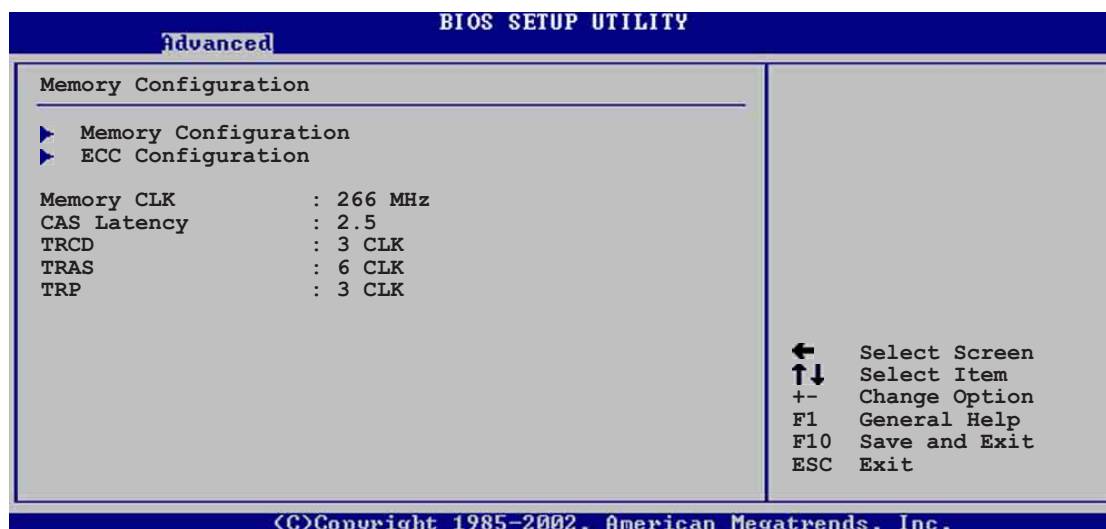 BIOS SETUP UTILITY
Advanced
Memory Configuration
Memory Configuration
ECC Configuration
Memory CLK : 266 MHz
CAS Latency : 2.5
TRCD : 3 CLK
TRAS : 6 CLK
TRP : 3 CLK
← Select Screen
↑↓ Select Item
+- Change Option
F1 General Help
F10 Save and Exit
ESC Exit
(C)Copyright 1985-2002, American Megatrends, Inc.